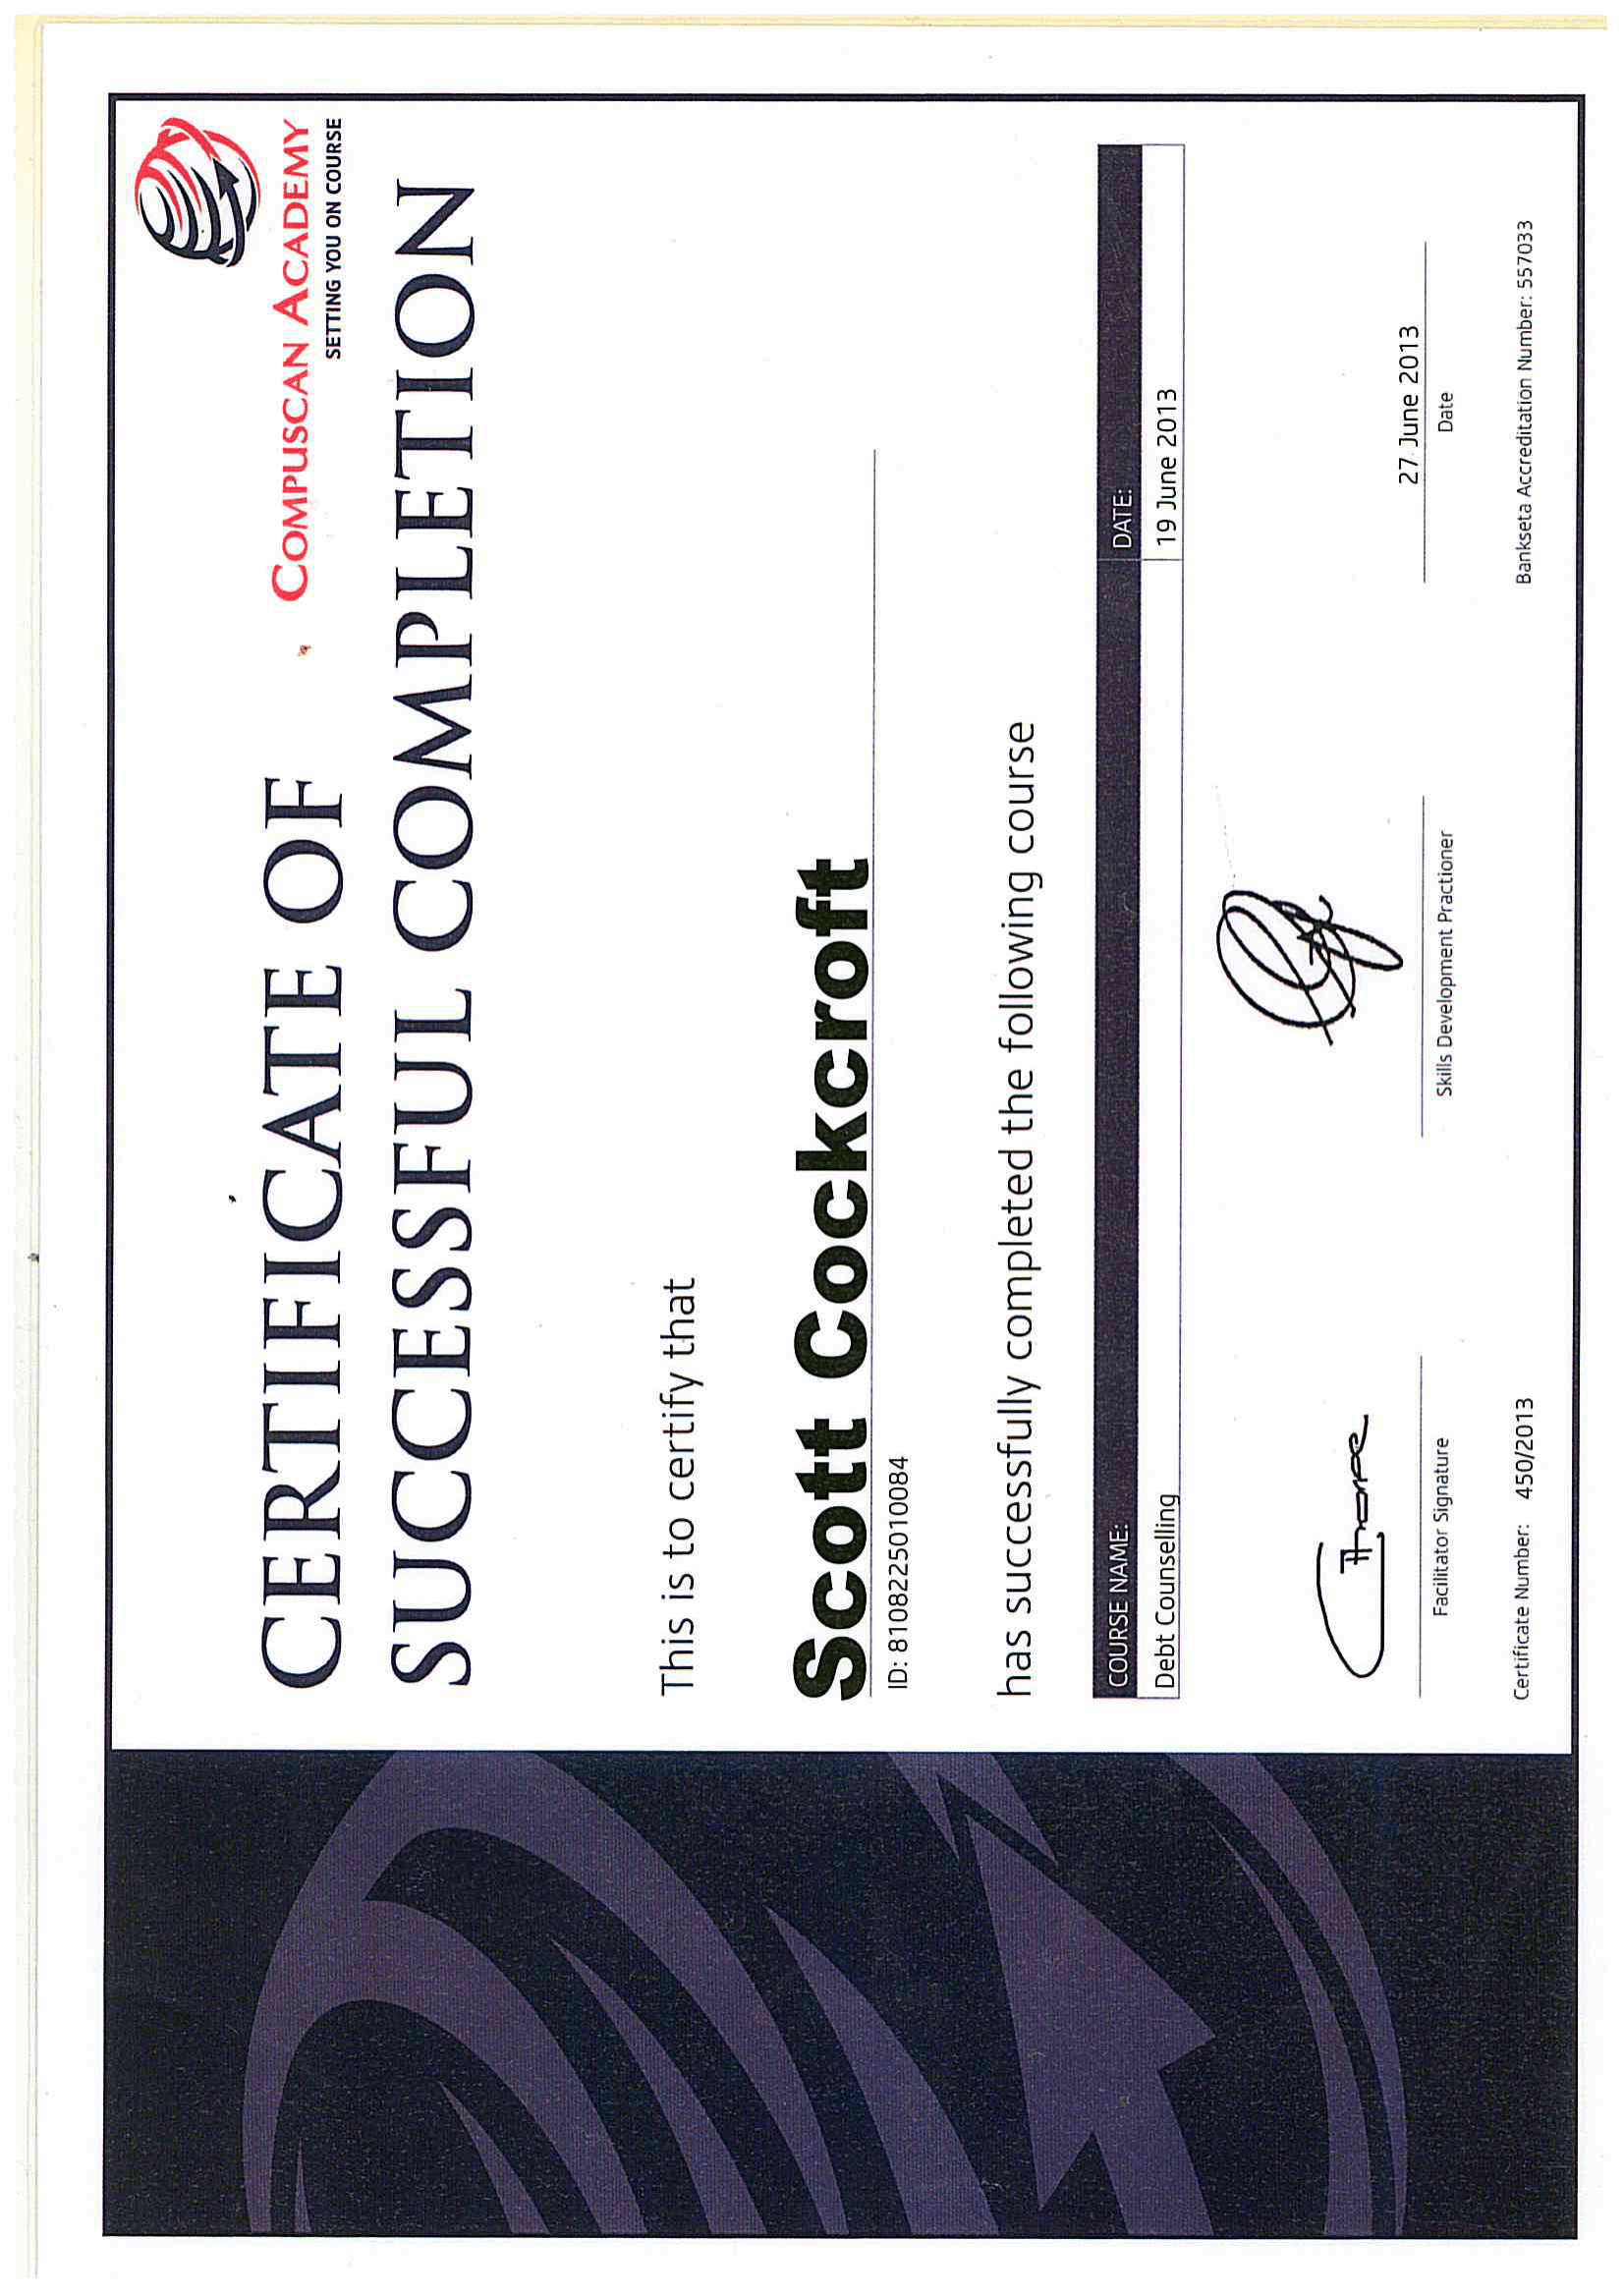 COMPUSCAN ACADEMY
SETTING YOU ON COURSE
CERTIFICATE OF
SUCCESSFUL COMPLETION
This is to certify that
Scott Cockcroft
ID: 8108225010084
has successfully completed the following course
COURSE NAME: DATE:
Debt Counselling 19 June 2013
27 June 2013
Facilitator Signature Skills Development Practioner Date
Certificate Number: 450/2013 Bankseta Accreditation Number: 557033